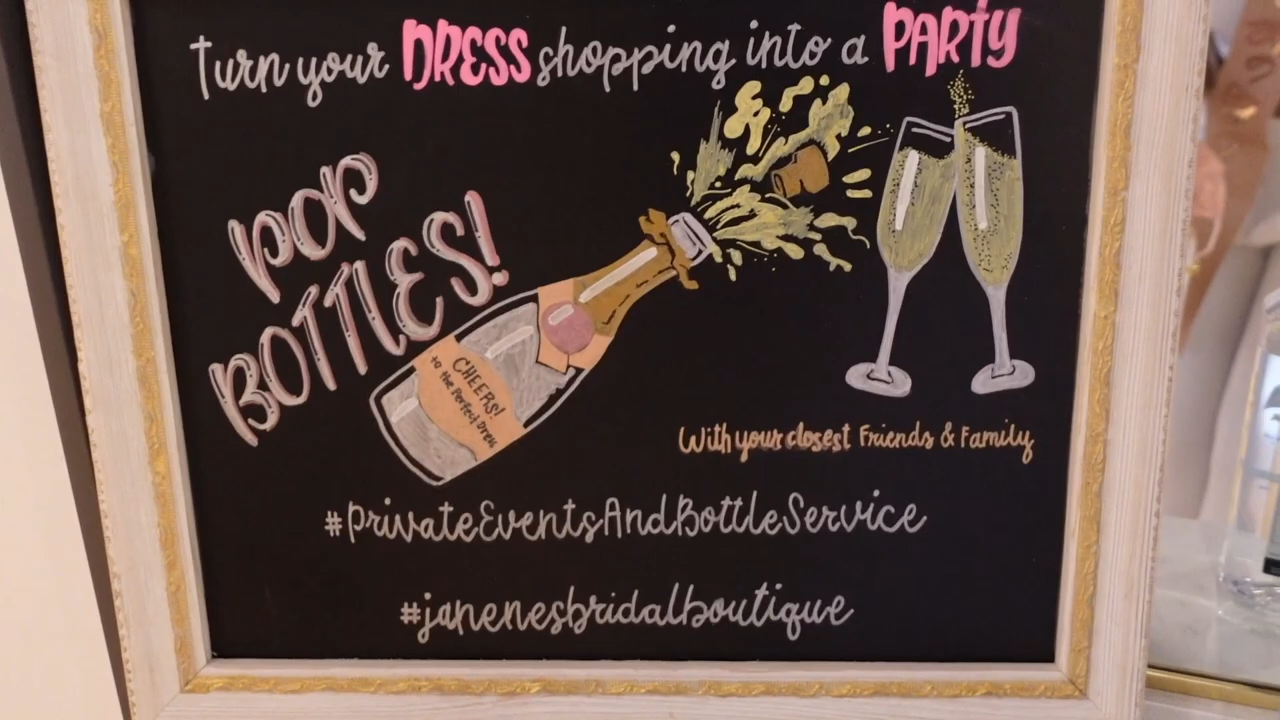 Turn your DRESS shopping into a PARTY
POP
BOTTLES!
CHEERS!
to the Perfect Dress
With your closest Friends & Family
#privateEventsAndBottleService
#janenesbridalboutique